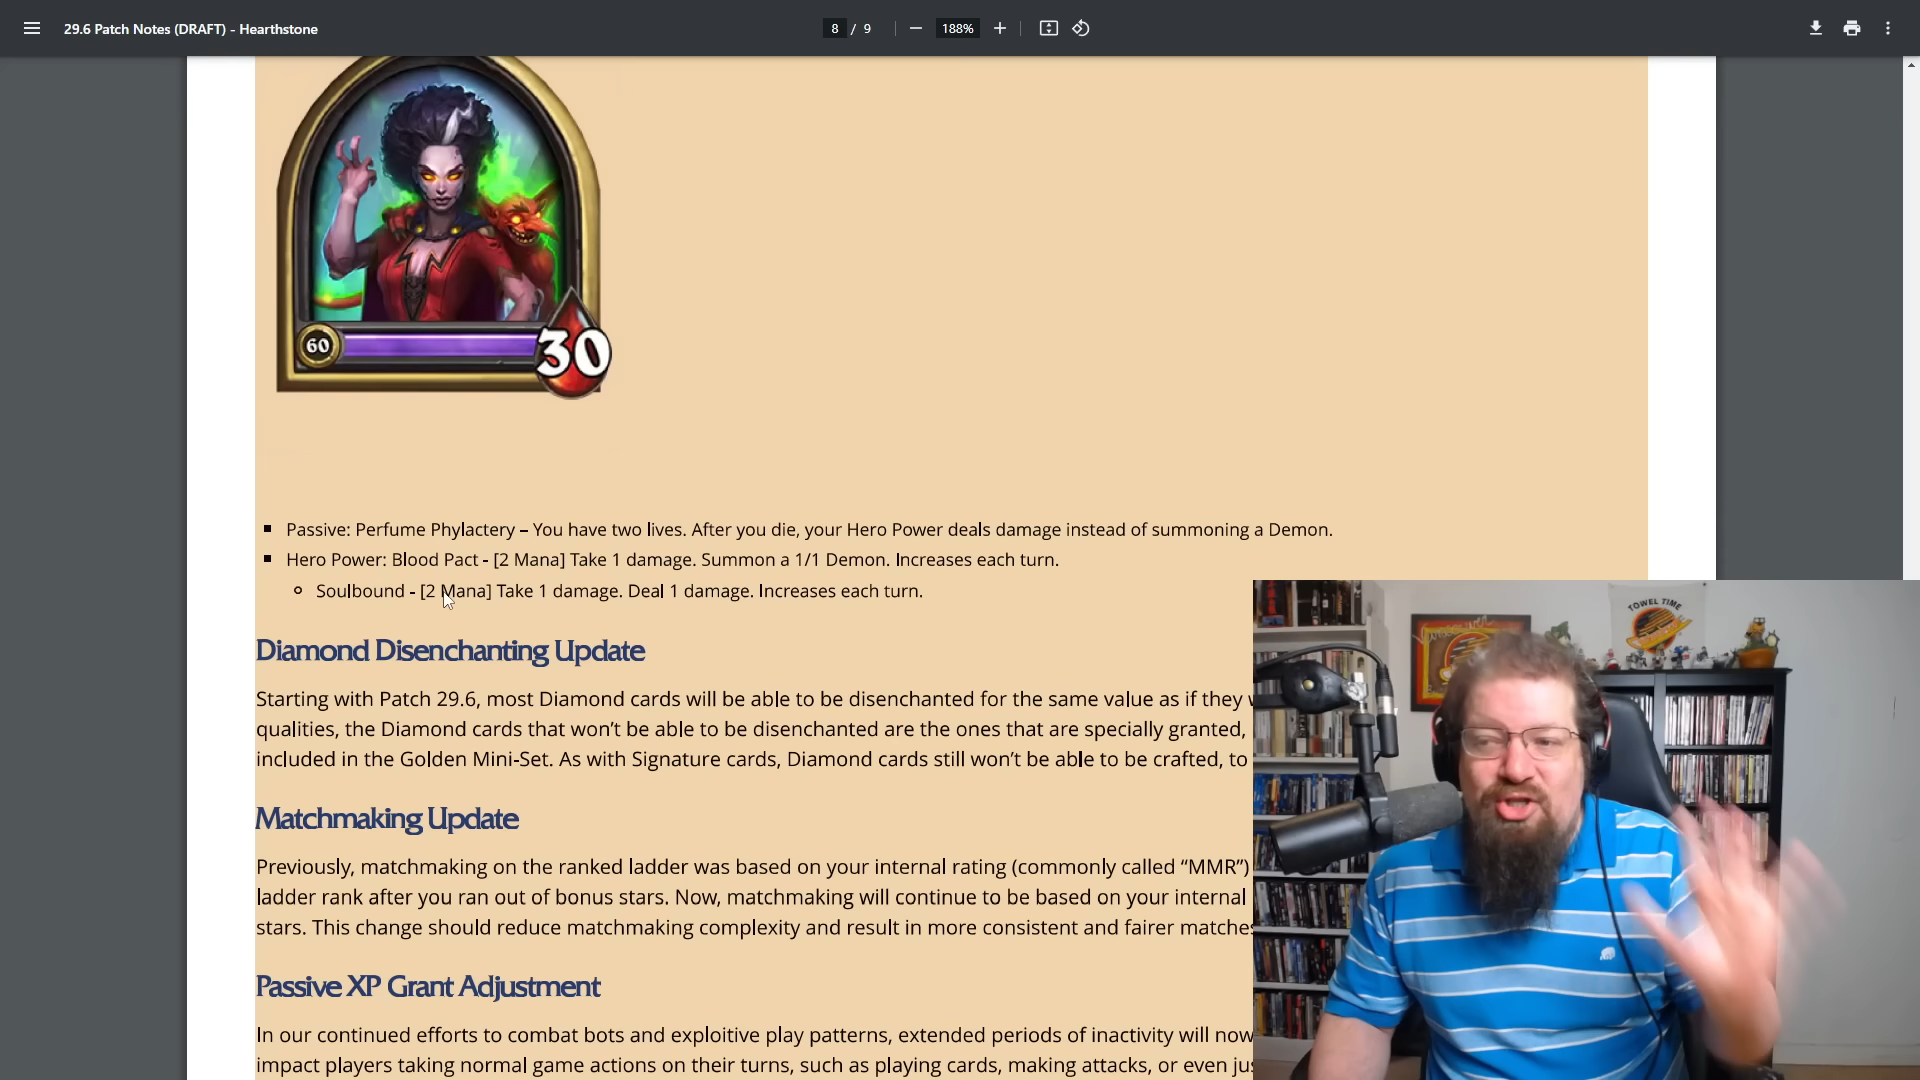 29.6 Patch Notes (DRAFT) - Hearthstone
8 / 9
188%
60
30
Passive: Perfume Phylactery – You have two lives. After you die, your Hero Power deals damage instead of summoning a Demon.
Hero Power: Blood Pact - [2 Mana] Take 1 damage. Summon a 1/1 Demon. Increases each turn.
Soulbound - [2 Mana] Take 1 damage. Deal 1 damage. Increases each turn.
Diamond Disenchanting Update
Starting with Patch 29.6, most Diamond cards will be able to be disenchanted for the same value as if they
qualities, the Diamond cards that won’t be able to be disenchanted are the ones that are specially granted,
included in the Golden Mini-Set. As with Signature cards, Diamond cards still won’t be able to be crafted, to
Matchmaking Update
Previously, matchmaking on the ranked ladder was based on your internal rating (commonly called “MMR”)
ladder rank after you ran out of bonus stars. Now, matchmaking will continue to be based on your internal
stars. This change should reduce matchmaking complexity and result in more consistent and fairer matches
Passive XP Grant Adjustment
In our continued efforts to combat bots and exploitive play patterns, extended periods of inactivity will now
impact players taking normal game actions on their turns, such as playing cards, making attacks, or even
TOWEL TIME